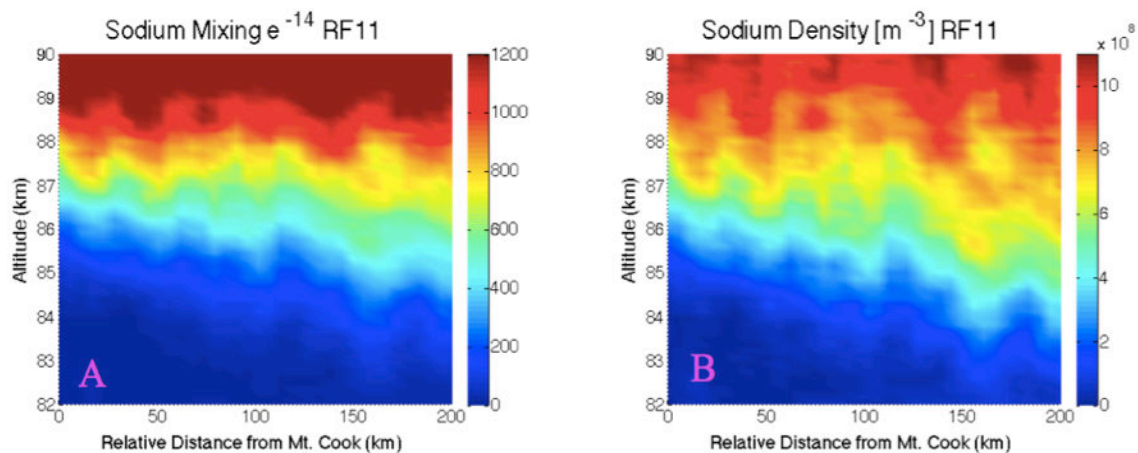 Sodium Mixing e⁻¹⁴ RF11
Altitude (km)
90
89
88
87
86
85
84
83
82
0 50 100 150 200
Relative Distance from Mt. Cook (km)
1200
1000
800
600
400
200
0
A
Sodium Density [m⁻³] RF11
Altitude (km)
90
89
88
87
86
85
84
83
82
0 50 100 150 200
Relative Distance from Mt. Cook (km)
x 10⁸
10
8
6
4
2
0
B